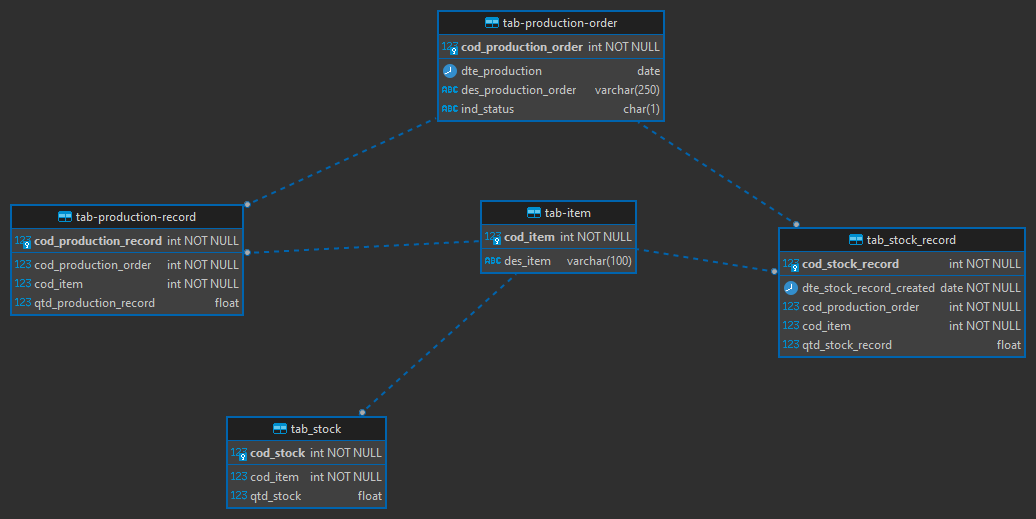 tab-production-order
123 cod_production_order int NOT NULL
dte_production date
ABC des_production_order varchar(250)
ABC ind_status char(1)
tab-production-record
123 cod_production_record int NOT NULL
123 cod_production_order int NOT NULL
123 cod_item int NOT NULL
123 qtd_production_record float
tab-item
123 cod_item int NOT NULL
ABC des_item varchar(100)
tab_stock_record
123 cod_stock_record int NOT NULL
dte_stock_record_created date NOT NULL
123 cod_production_order int NOT NULL
123 cod_item int NOT NULL
123 qtd_stock_record float
tab_stock
123 cod_stock int NOT NULL
123 cod_item int NOT NULL
123 qtd_stock float